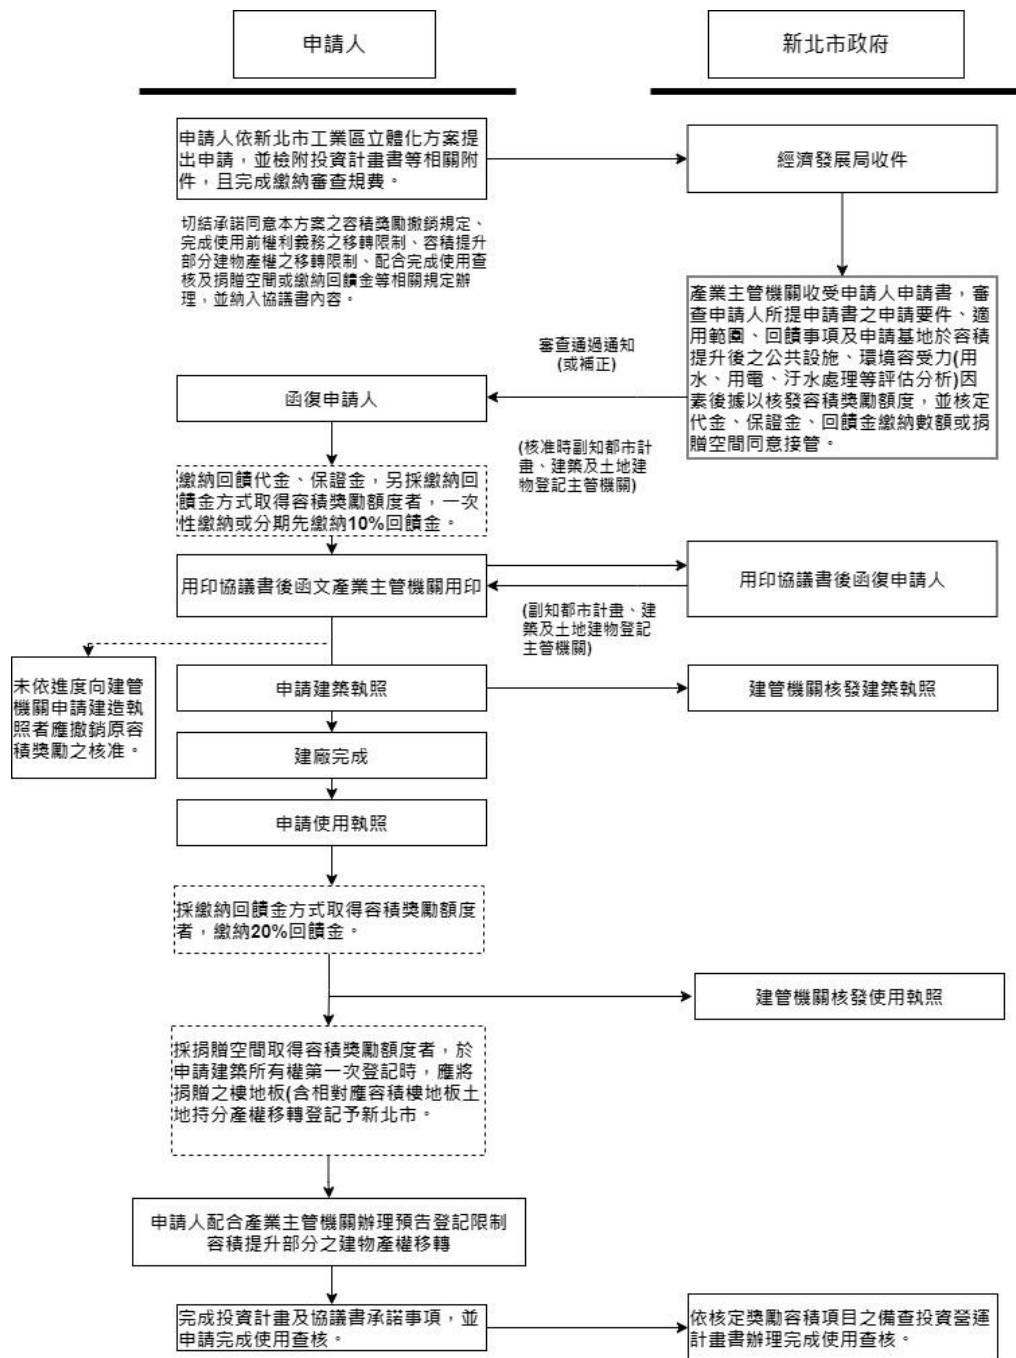 申請人
新北市政府
申請人依新北市工業區立體化方案提
出申請，並檢附投資計畫書等相關附
件，且完成繳納審查規費。
經濟發展局收件
切結承諾同意本方案之容積獎勵撤銷規定、
完成使用前權利義務之移轉限制、容積提升
部分建物產權之移轉限制、配合完成使用查
核及捐贈空間或繳納回饋金等相關規定辦
理，並納入協議書內容。
產業主管機關收受申請人申請書，審
查申請人所提申請書之申請要件、適
用範圍、回饋事項及申請基地於容積
提升後之公共設施、環境容受力(用
水、用電、汙水處理等評估分析)因
素後據以核發容積獎勵額度，並核定
代金、保證金、回饋金繳納數額或捐
贈空間同意接管。
審查通過通知
(或補正)
函復申請人
(核准時副知都市計
畫、建築及土地建
物登記主管機關)
繳納回饋代金、保證金，另採繳納回
饋金方式取得容積獎勵額度者，一次
性繳納或分期先繳納10%回饋金。
用印協議書後函文產業主管機關用印
用印協議書後函復申請人
(副知都市計畫、建
築及土地建物登記
主管機關)
未依進度向建管
機關申請建造執
照者應撤銷原容
積獎勵之核准。
申請建築執照
建管機關核發建築執照
建廠完成
申請使用執照
採繳納回饋金方式取得容積獎勵額度
者，繳納20%回饋金。
建管機關核發使用執照
採捐贈空間取得容積獎勵額度者，於
申請建築所有權第一次登記時，應將
捐贈之樓地板(含相對應容積樓地板土
地持分產權移轉登記予新北市。
申請人配合產業主管機關辦理預告登記限制
容積提升部分之建物產權移轉
完成投資計畫及協議書承諾事項，並
申請完成使用查核。
依核定獎勵容積項目之備查投資營運
計畫書辦理完成使用查核。